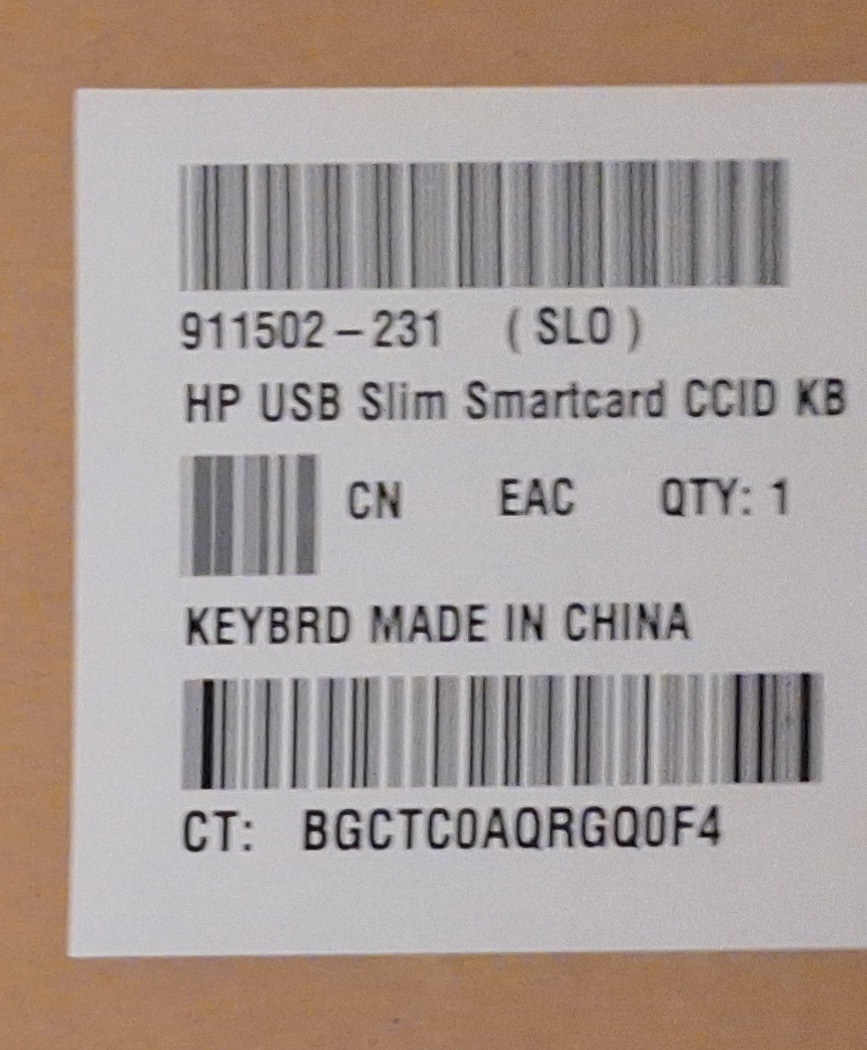 911502-231 (SLO)
HP USB Slim Smartcard CCID KB
CN EAC QTY: 1
KEYBRD MADE IN CHINA
CT: BGCTC0AQRGQ0F4